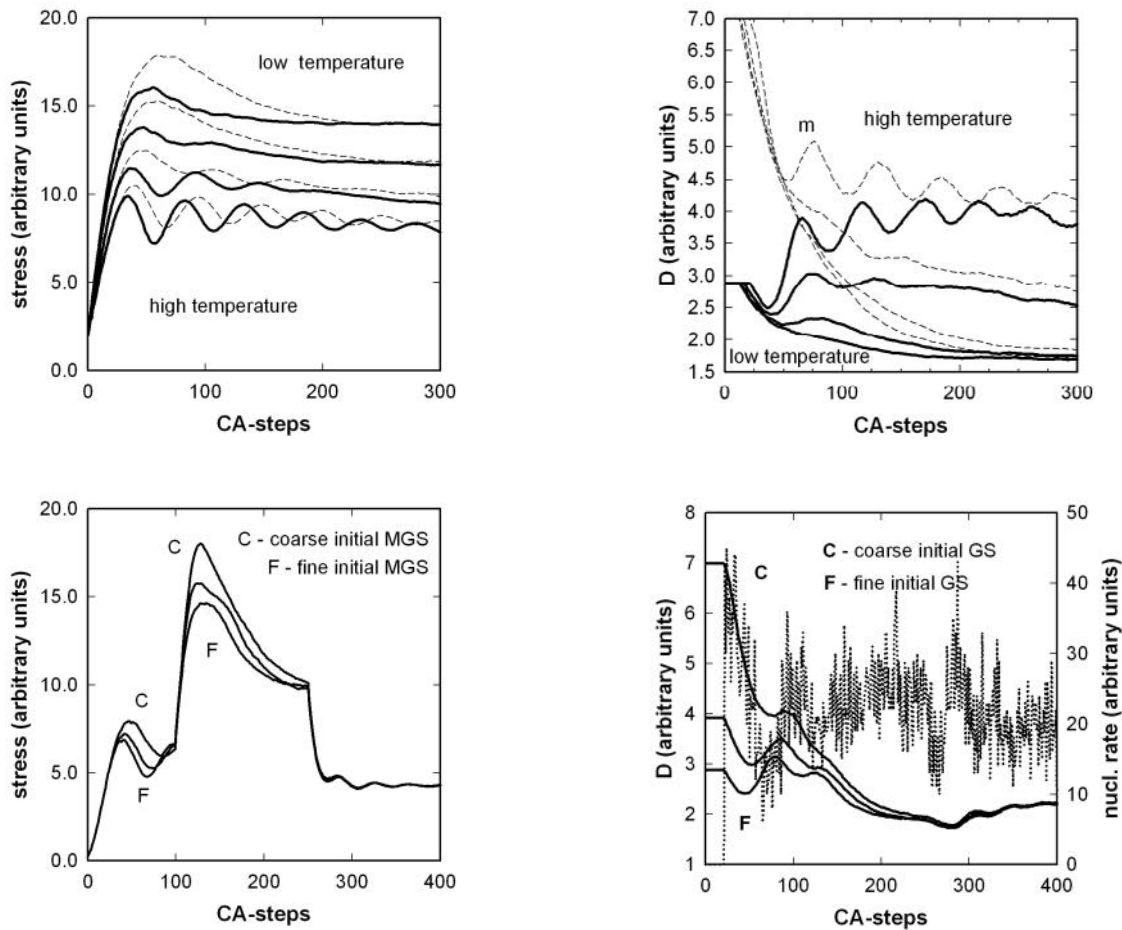 20.0
15.0
10.0
5.0
0.0
stress (arbitrary units)
low temperature
high temperature
0
100
200
300
CA-steps
7.0
6.5
6.0
5.5
5.0
4.5
4.0
3.5
3.0
2.5
2.0
1.5
D (arbitrary units)
m
high temperature
low temperature
0
100
200
300
CA-steps
20.0
15.0
10.0
5.0
0.0
stress (arbitrary units)
C
C - coarse initial MGS
F - fine initial MGS
F
C
F
0
100
200
300
400
CA-steps
8
7
6
5
4
3
2
1
D (arbitrary units)
C - coarse initial GS
F - fine initial GS
C
F
50
40
30
20
10
0
nucl. rate (arbitrary units)
0
100
200
300
400
CA-steps